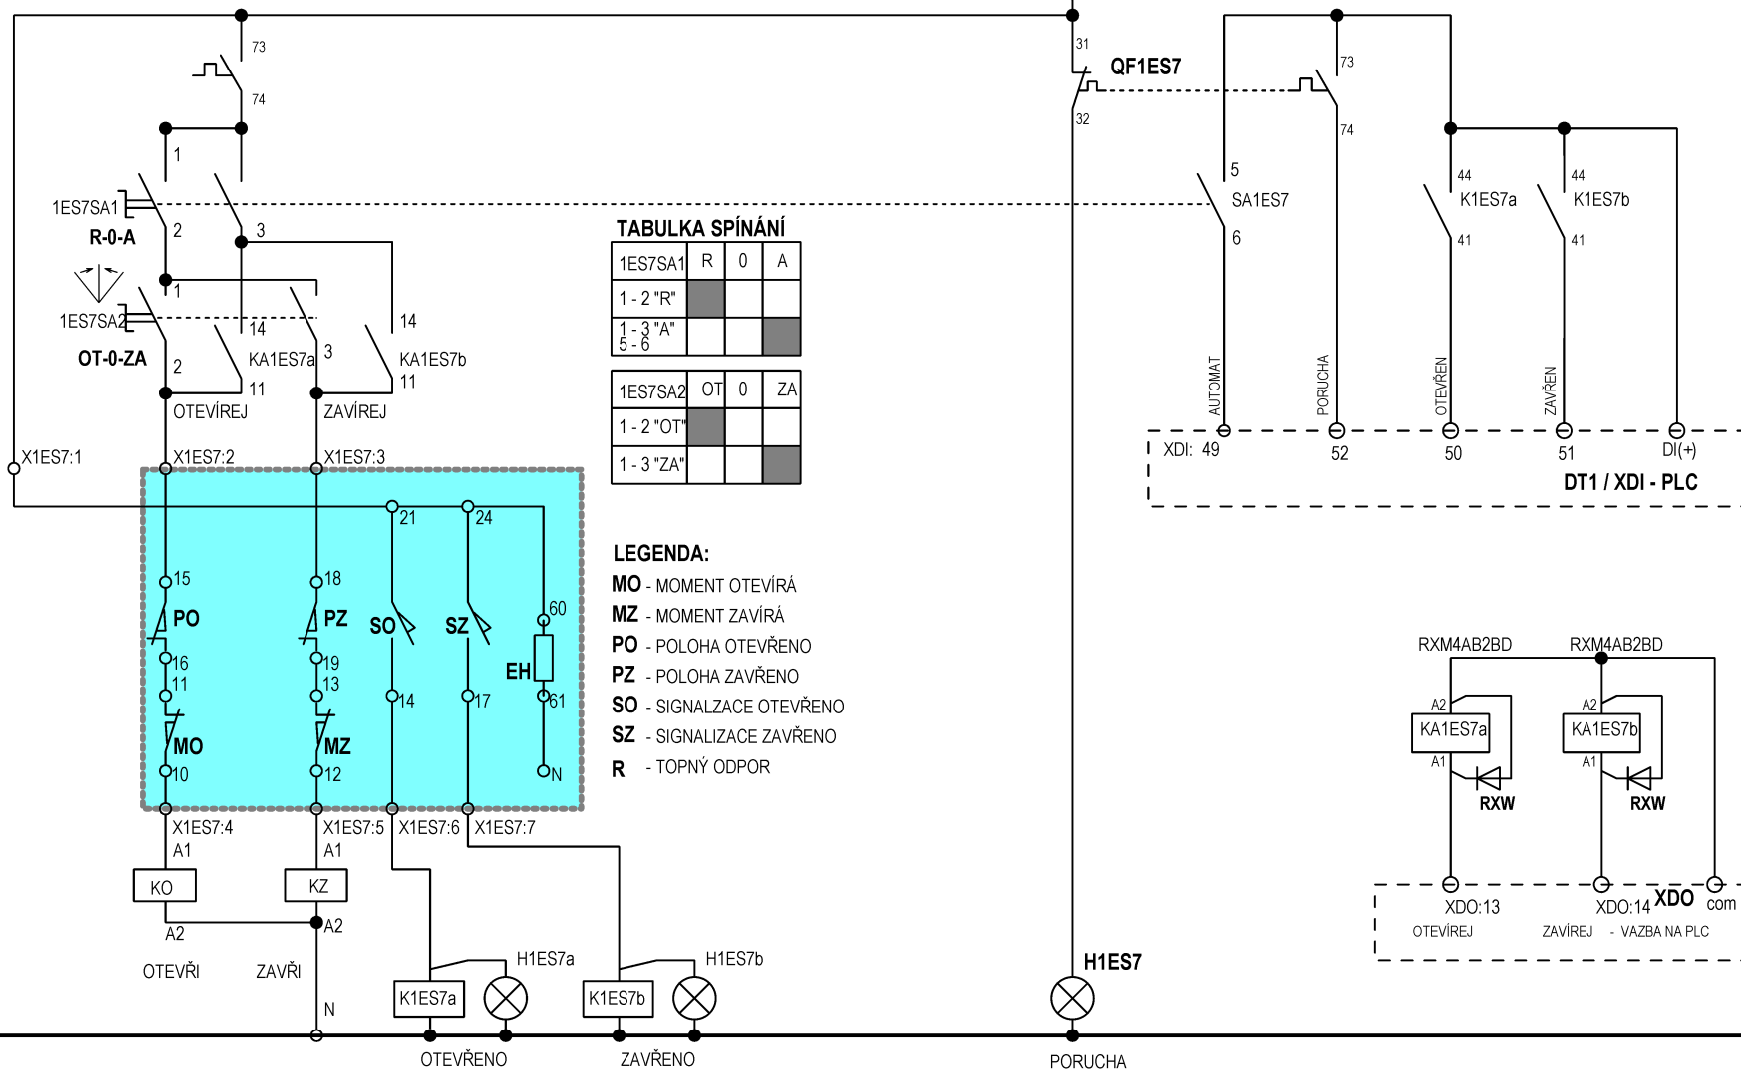 73
74
31
QF1ES7
32
73
74
1
1ES7SA1
2
R-0-A
3
5
SA1ES7
6
44
K1ES7a
41
44
K1ES7b
41
1
1ES7SA2
OT-0-ZA
2
14
KA1ES7a
11
3
14
KA1ES7b
11
OTEVÍREJ
ZAVÍREJ
TABULKA SPÍNÁNÍ
1ES7SA1 R 0 A
1 - 2 "R"
1 - 3 "A"
5 - 6
1ES7SA2 OT 0 ZA
1 - 2 "OT"
1 - 3 "ZA"
AUTOMAT
PORUCHA
OTEVŘEN
ZAVŘEN
XDI: 49
52
50
51
DI(+)
DT1 / XDI - PLC
X1ES7:1
X1ES7:2
X1ES7:3
21
24
15
PO
16
11
MO
10
18
PZ
19
13
MZ
12
SO
14
SZ
17
60
EH
61
N
LEGENDA:
MO - MOMENT OTEVÍRÁ
MZ - MOMENT ZAVÍRÁ
PO - POLOHA OTEVŘENO
PZ - POLOHA ZAVŘENO
SO - SIGNALZACE OTEVŘENO
SZ - SIGNALIZACE ZAVŘENO
R - TOPNÝ ODPOR
X1ES7:4
X1ES7:5
X1ES7:6
X1ES7:7
A1
KO
A2
A1
KZ
A2
OTEVŘI
ZAVŘI
N
K1ES7a
H1ES7a
K1ES7b
H1ES7b
H1ES7
OTEVŘENO
ZAVŘENO
PORUCHA
RXM4AB2BD
RXM4AB2BD
A2
KA1ES7a
A1
RXW
A2
KA1ES7b
A1
RXW
XDO:13
XDO:14
XDO
com
OTEVÍREJ
ZAVÍREJ - VAZBA NA PLC